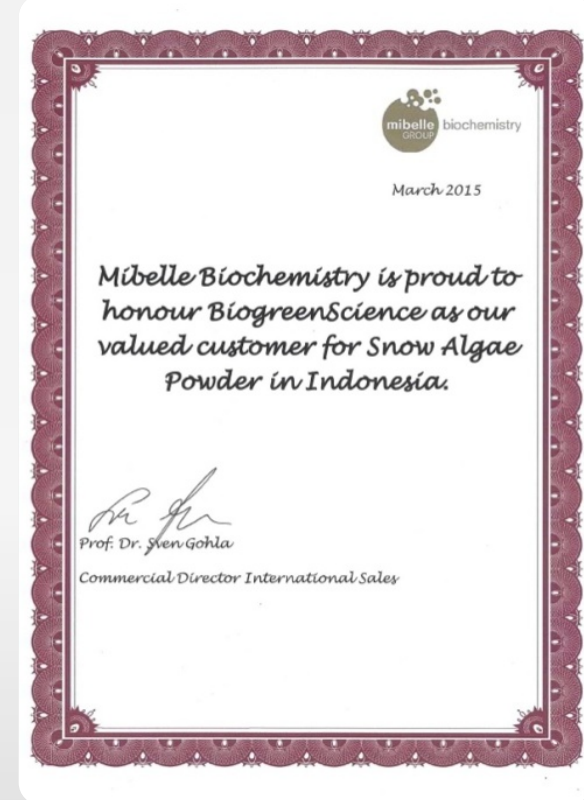 mibelle biochemistry
GROUP
March 2015
Mibelle Biochemistry is proud to
honour BiogreenScience as our
valued customer for Snow Algae
Powder in Indonesia.
Prof. Dr. Sven Gohla
Commercial Director International Sales